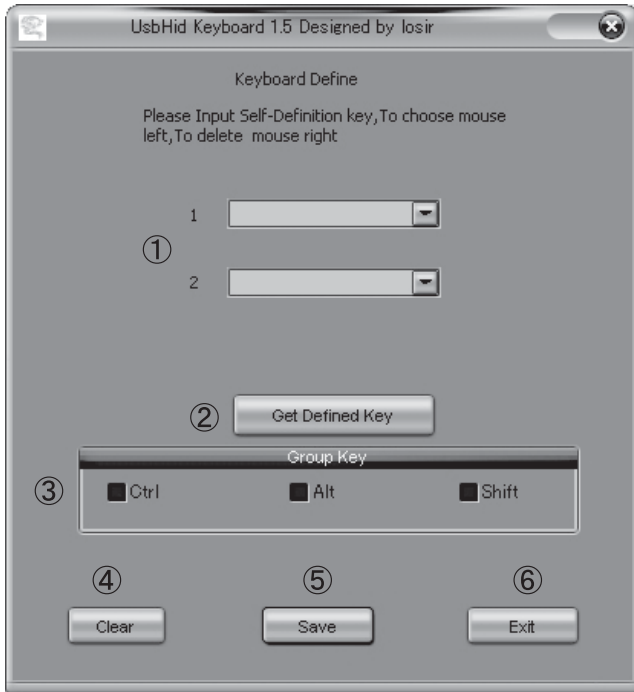 UsbHid Keyboard 1.5 Designed by losir
Keyboard Define
Please Input Self-Definition key,To choose mouse
left,To delete mouse right
1
①
2
② Get Defined Key
Group Key
③ Ctrl Alt Shift
④ ⑤ ⑥
Clear Save Exit